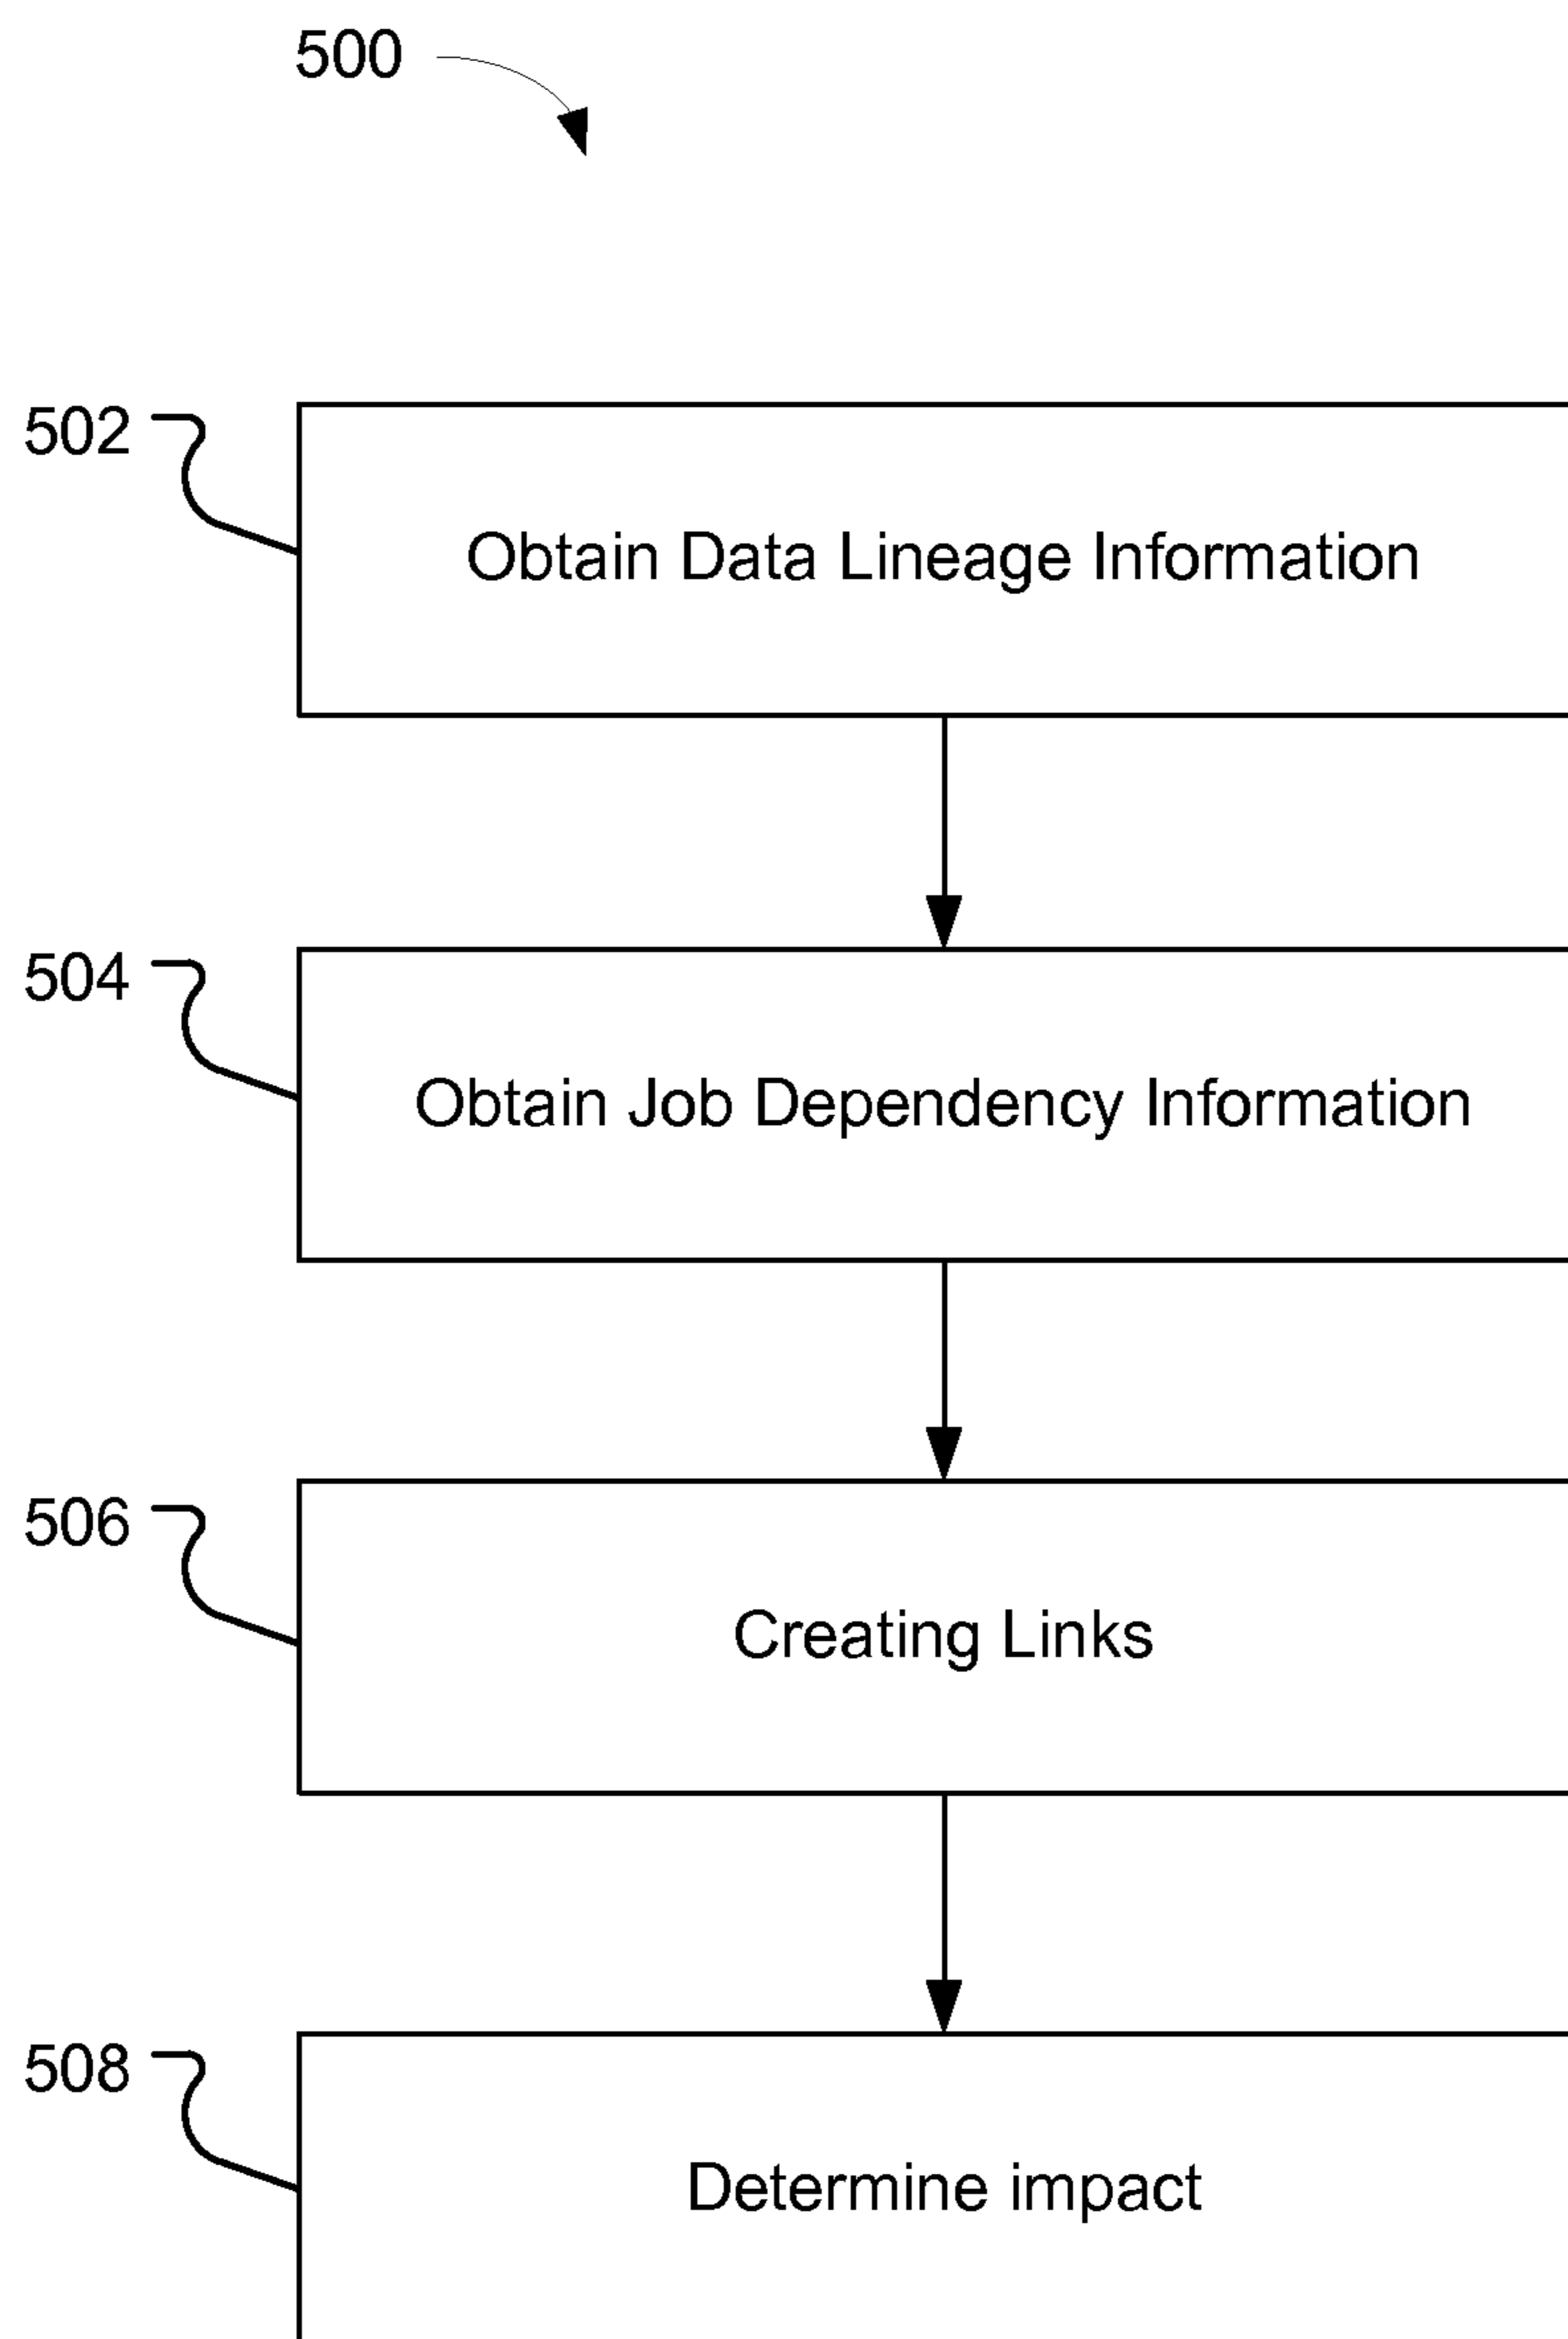 500
502
Obtain Data Lineage Information
504
Obtain Job Dependency Information
506
Creating Links
508
Determine impact